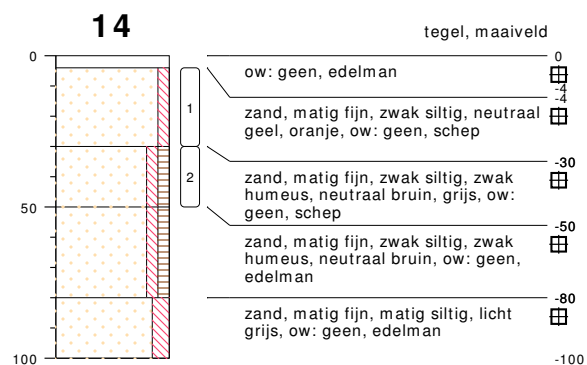 14
tegel, maaiveld
0
0
ow: geen, edelman
-4
-4
zand, matig fijn, zwak siltig, neutraal
geel, oranje, ow: geen, schep
1
-30
zand, matig fijn, zwak siltig, zwak
humeus, neutraal bruin, grijs, ow:
geen, schep
2
50
-50
zand, matig fijn, zwak siltig, zwak
humeus, neutraal bruin, ow: geen,
edelman
-80
zand, matig fijn, matig siltig, licht
grijs, ow: geen, edelman
100
-100